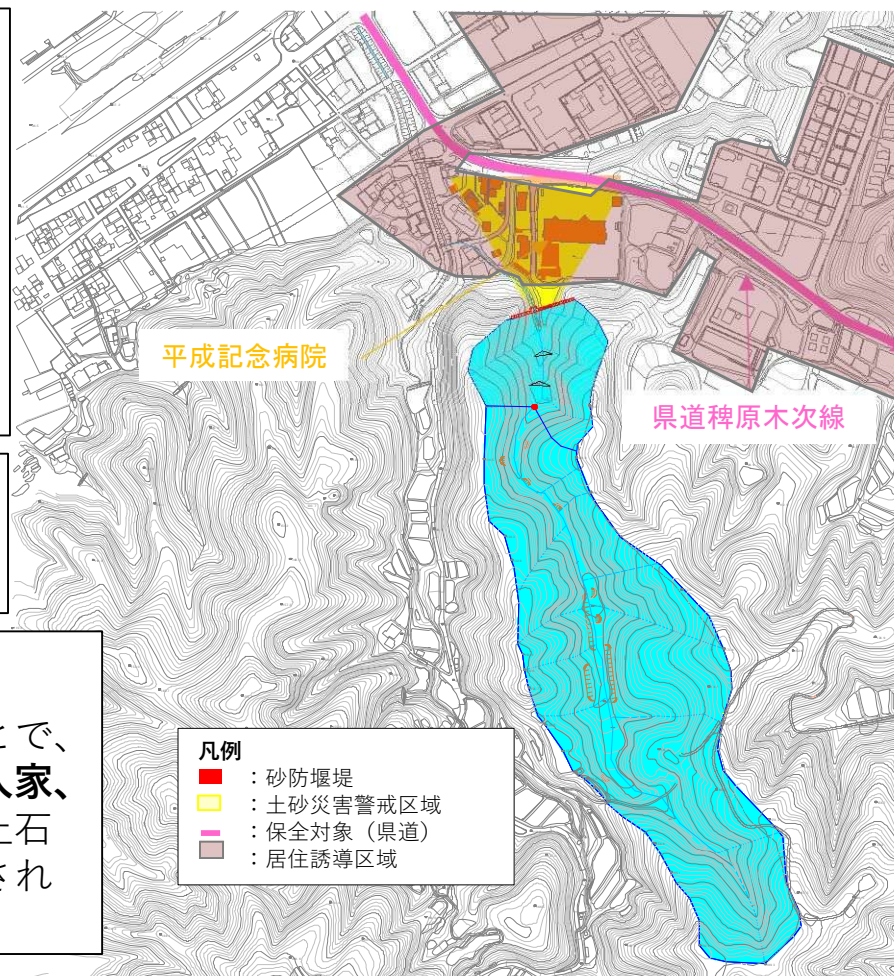 平成記念病院
県道稗原木次線
とで、
人家、
土石
され
凡例
：砂防堰堤
：土砂災害警戒区域
：保全対象（県道）
：居住誘導区域